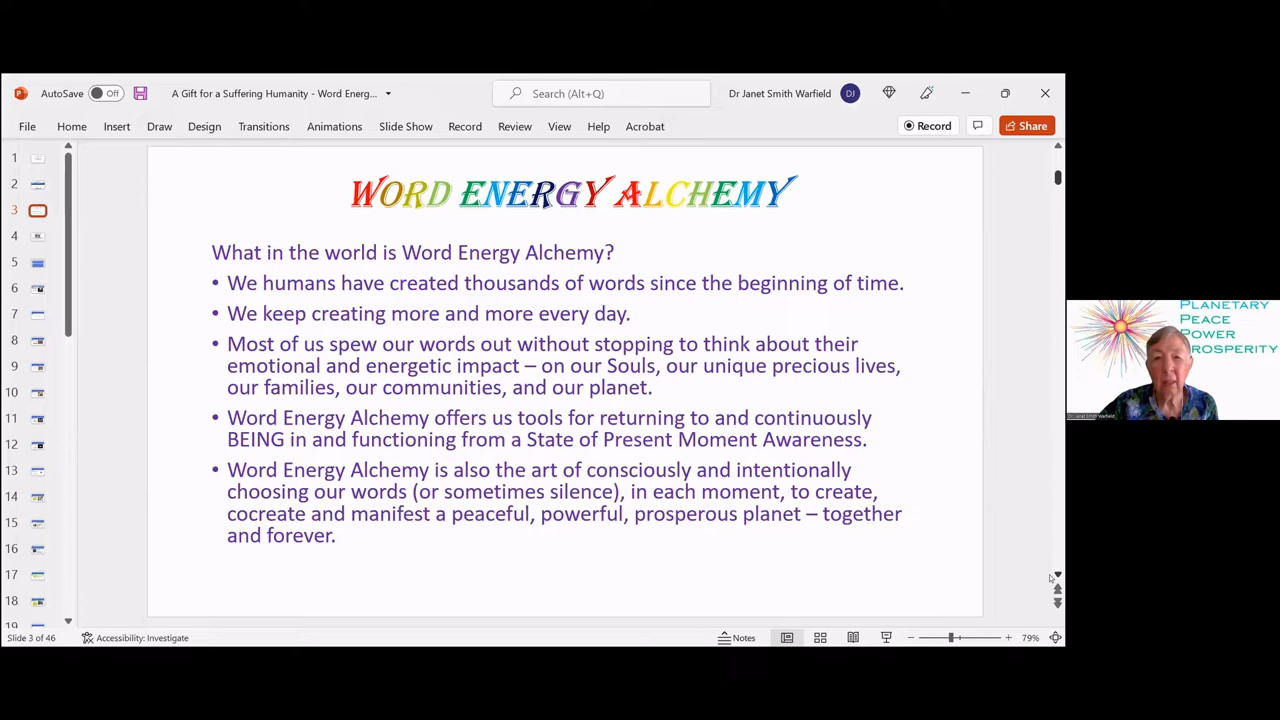 AutoSave
Off
A Gift for a Suffering Humanity - Word Energ...
Search (Alt+Q)
Dr Janet Smith Warfield
DJ
File
Home
Insert
Draw
Design
Transitions
Animations
Slide Show
Record
Review
View
Help
Acrobat
Record
Share
1
2
3
4
5
6
7
8
9
10
11
12
13
14
15
16
17
18
19
WORD ENERGY ALCHEMY
What in the world is Word Energy Alchemy?
• We humans have created thousands of words since the beginning of time.
• We keep creating more and more every day.
• Most of us spew our words out without stopping to think about their
emotional and energetic impact – on our Souls, our unique precious lives,
our families, our communities, and our planet.
• Word Energy Alchemy offers us tools for returning to and continuously
BEING in and functioning from a State of Present Moment Awareness.
• Word Energy Alchemy is also the art of consciously and intentionally
choosing our words (or sometimes silence), in each moment, to create,
cocreate and manifest a peaceful, powerful, prosperous planet – together
and forever.
PLANETARY
PEACE
POWER
PROSPERITY
Dr. Janet Smith Warfield
Slide 3 of 46
Accessibility: Investigate
Notes
79%